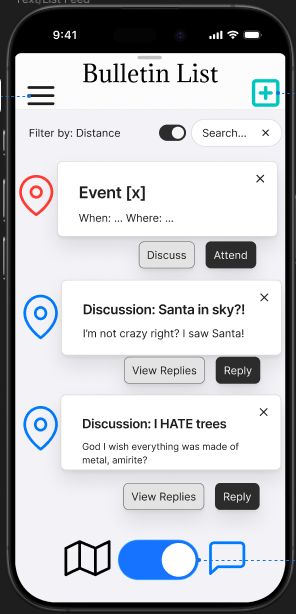 Text/List Feed
9:41
Bulletin List
Filter by: Distance
Search...
Event [x]
When: ... Where: ...
Discuss
Attend
Discussion: Santa in sky?!
I'm not crazy right? I saw Santa!
View Replies
Reply
Discussion: I HATE trees
God I wish everything was made of
metal, amirite?
View Replies
Reply